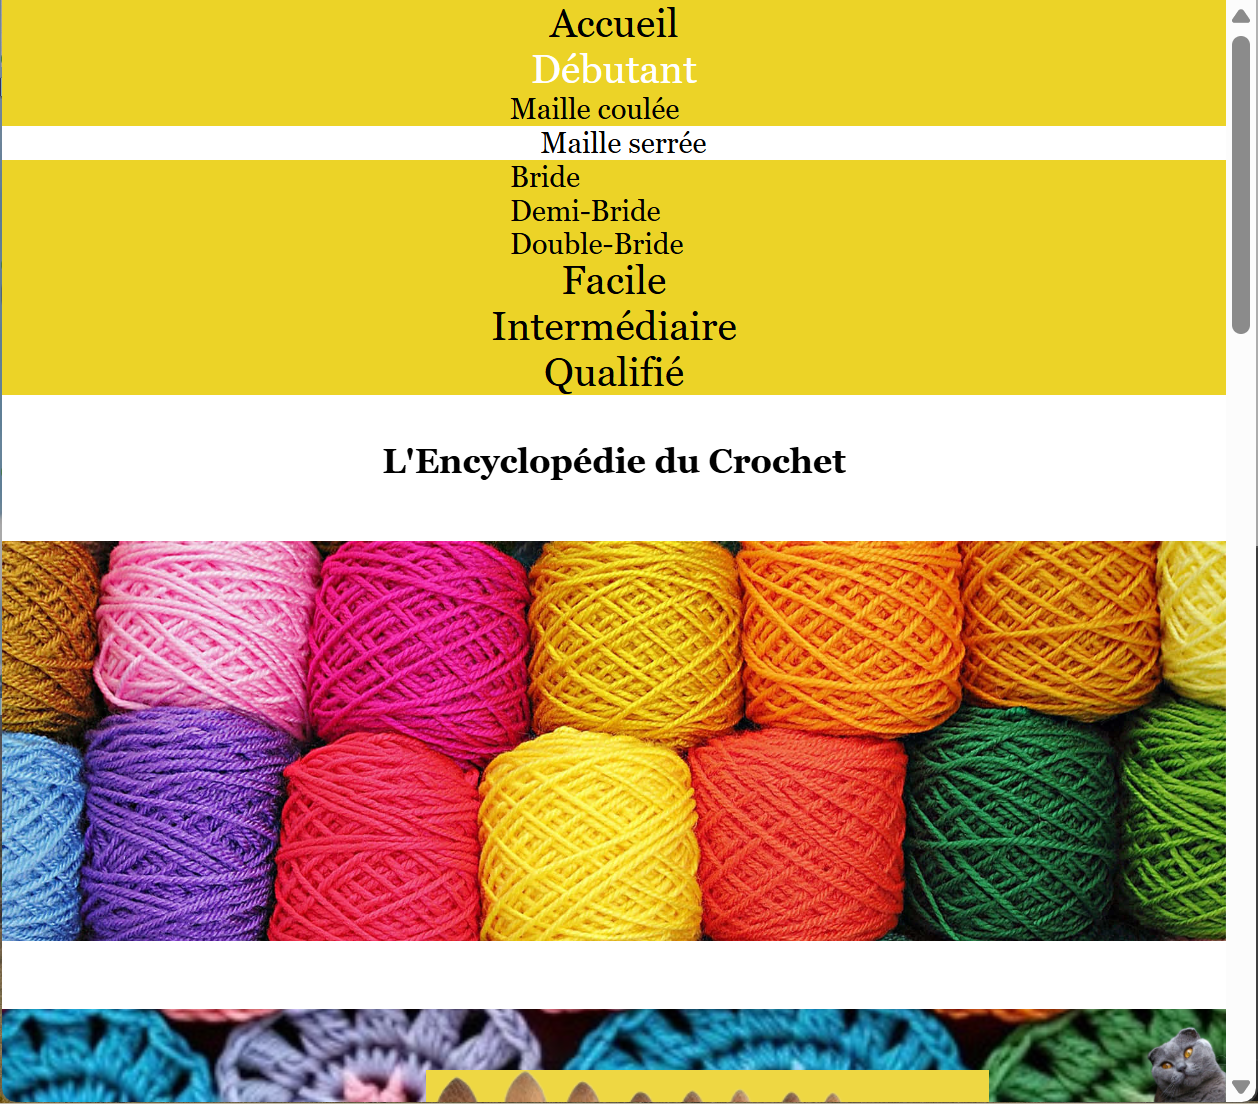 Accueil
Débutant
Maille coulée
Maille serrée
Bride
Demi-Bride
Double-Bride
Facile
Intermédiaire
Qualifié
L'Encyclopédie du Crochet